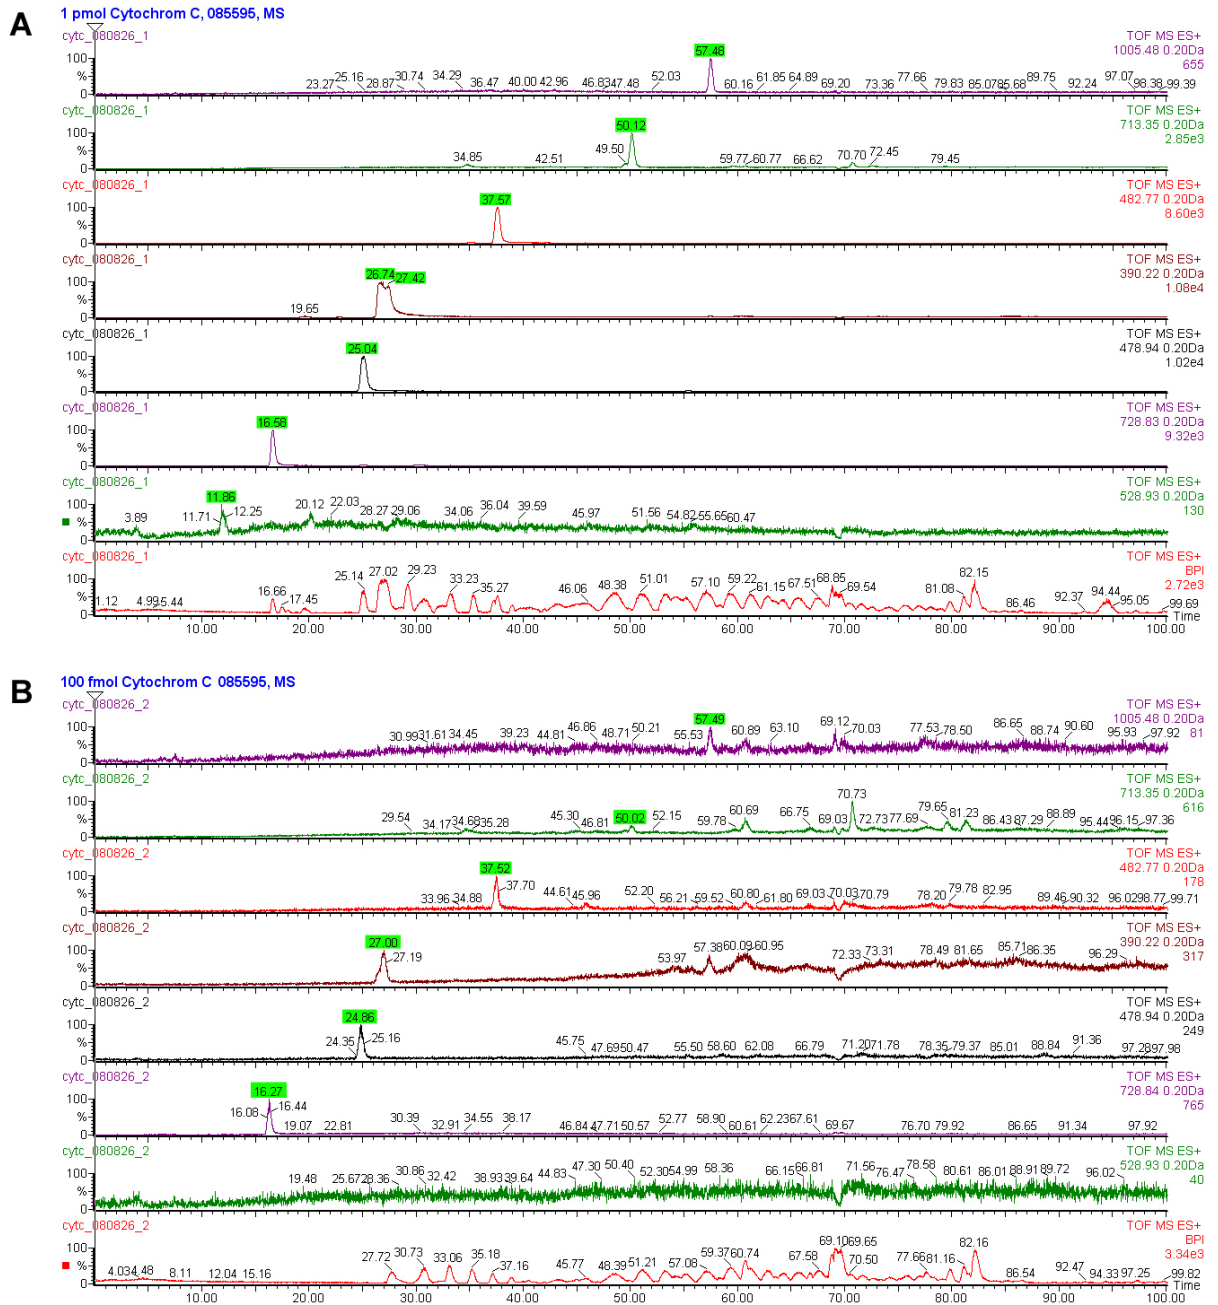 A
1 pmol Cytochrom C, 085595, MS
cytc_080826_1
TOF MS ES+
1005.48 0.20Da
655
100
%
0
57.48
23.27 25.16 28.87 30.74 34.29 36.47 40.00 42.96 46.83 47.48 52.03 60.16 61.85 64.89 69.20 73.36 77.66 79.83 85.07 85.68 89.75 92.24 97.07 98.38 99.39
cytc_080826_1
TOF MS ES+
713.35 0.20Da
2.85e3
100
%
0
50.12
34.85 42.51 49.50 59.77 60.77 66.62 70.70 72.45 79.45
cytc_080826_1
TOF MS ES+
482.77 0.20Da
8.60e3
100
%
0
37.57
cytc_080826_1
TOF MS ES+
390.22 0.20Da
1.08e4
100
%
0
19.65 26.74 27.42
cytc_080826_1
TOF MS ES+
478.94 0.20Da
1.02e4
100
%
0
25.04
cytc_080826_1
TOF MS ES+
728.83 0.20Da
9.32e3
100
%
0
16.58
cytc_080826_1
TOF MS ES+
528.93 0.20Da
130
100
%
0
3.89 11.71 11.86 12.25 20.12 22.03 28.27 29.06 34.06 36.04 39.59 45.97 51.56 54.82 55.65 60.47
cytc_080826_1
TOF MS ES+
BPI
2.72e3
100
%
0
1.12 4.99 5.44 16.66 17.45 25.14 27.02 29.23 33.23 35.27 46.06 48.38 51.01 57.10 59.22 61.15 67.51 68.85 69.54 81.08 82.15 86.46 92.37 94.44 95.05 99.69
Time
10.00 20.00 30.00 40.00 50.00 60.00 70.00 80.00 90.00 100.00
B
100 fmol Cytochrom C 085595, MS
cytc_080826_2
TOF MS ES+
1005.48 0.20Da
81
100
%
0
30.99 31.61 34.45 39.23 44.81 46.86 48.71 50.21 55.53 57.49 60.89 63.10 69.12 70.03 77.53 78.50 86.65 88.74 90.60 95.93 97.92
cytc_080826_2
TOF MS ES+
713.35 0.20Da
616
100
%
0
29.54 34.17 34.68 35.28 45.30 46.81 50.02 52.15 59.78 60.69 66.75 69.03 70.73 72.73 77.69 79.65 81.23 86.43 87.29 88.89 95.44 96.15 97.36
cytc_080826_2
TOF MS ES+
482.77 0.20Da
178
100
%
0
33.96 34.88 37.52 37.70 44.61 45.96 52.20 56.21 59.52 60.80 61.80 69.03 70.03 70.79 78.20 79.78 82.95 89.46 90.32 96.02 98.77 99.71
cytc_080826_2
TOF MS ES+
390.22 0.20Da
317
100
%
0
27.00 27.19 53.97 57.38 60.09 60.95 72.33 73.31 78.49 81.65 85.71 86.35 96.29
cytc_080826_2
TOF MS ES+
478.94 0.20Da
249
100
%
0
24.35 24.86 25.16 45.75 47.69 50.47 55.50 58.60 62.08 66.79 71.20 71.78 78.35 79.37 85.01 88.84 91.36 97.28 97.98
cytc_080826_2
TOF MS ES+
728.84 0.20Da
765
100
%
0
16.08 16.27 16.44 19.07 22.81 30.39 32.91 34.55 38.17 46.84 47.71 50.57 52.77 58.90 60.61 62.23 67.61 69.67 76.70 79.92 86.65 91.34 97.92
cytc_080826_2
TOF MS ES+
528.93 0.20Da
40
100
%
0
19.48 25.67 28.36 30.86 32.42 38.93 39.64 44.83 47.30 50.40 52.30 54.99 58.36 66.15 66.81 71.56 76.47 78.58 80.61 86.01 88.91 89.72 96.02
cytc_080826_2
TOF MS ES+
BPI
3.34e3
100
%
0
4.03 4.48 8.11 12.04 15.16 27.72 30.73 33.06 35.18 37.16 45.77 48.39 51.21 57.08 59.37 60.74 67.58 69.10 69.65 70.50 77.66 81.16 82.16 86.54 92.47 94.33 97.25 99.82
Time
10.00 20.00 30.00 40.00 50.00 60.00 70.00 80.00 90.00 100.00